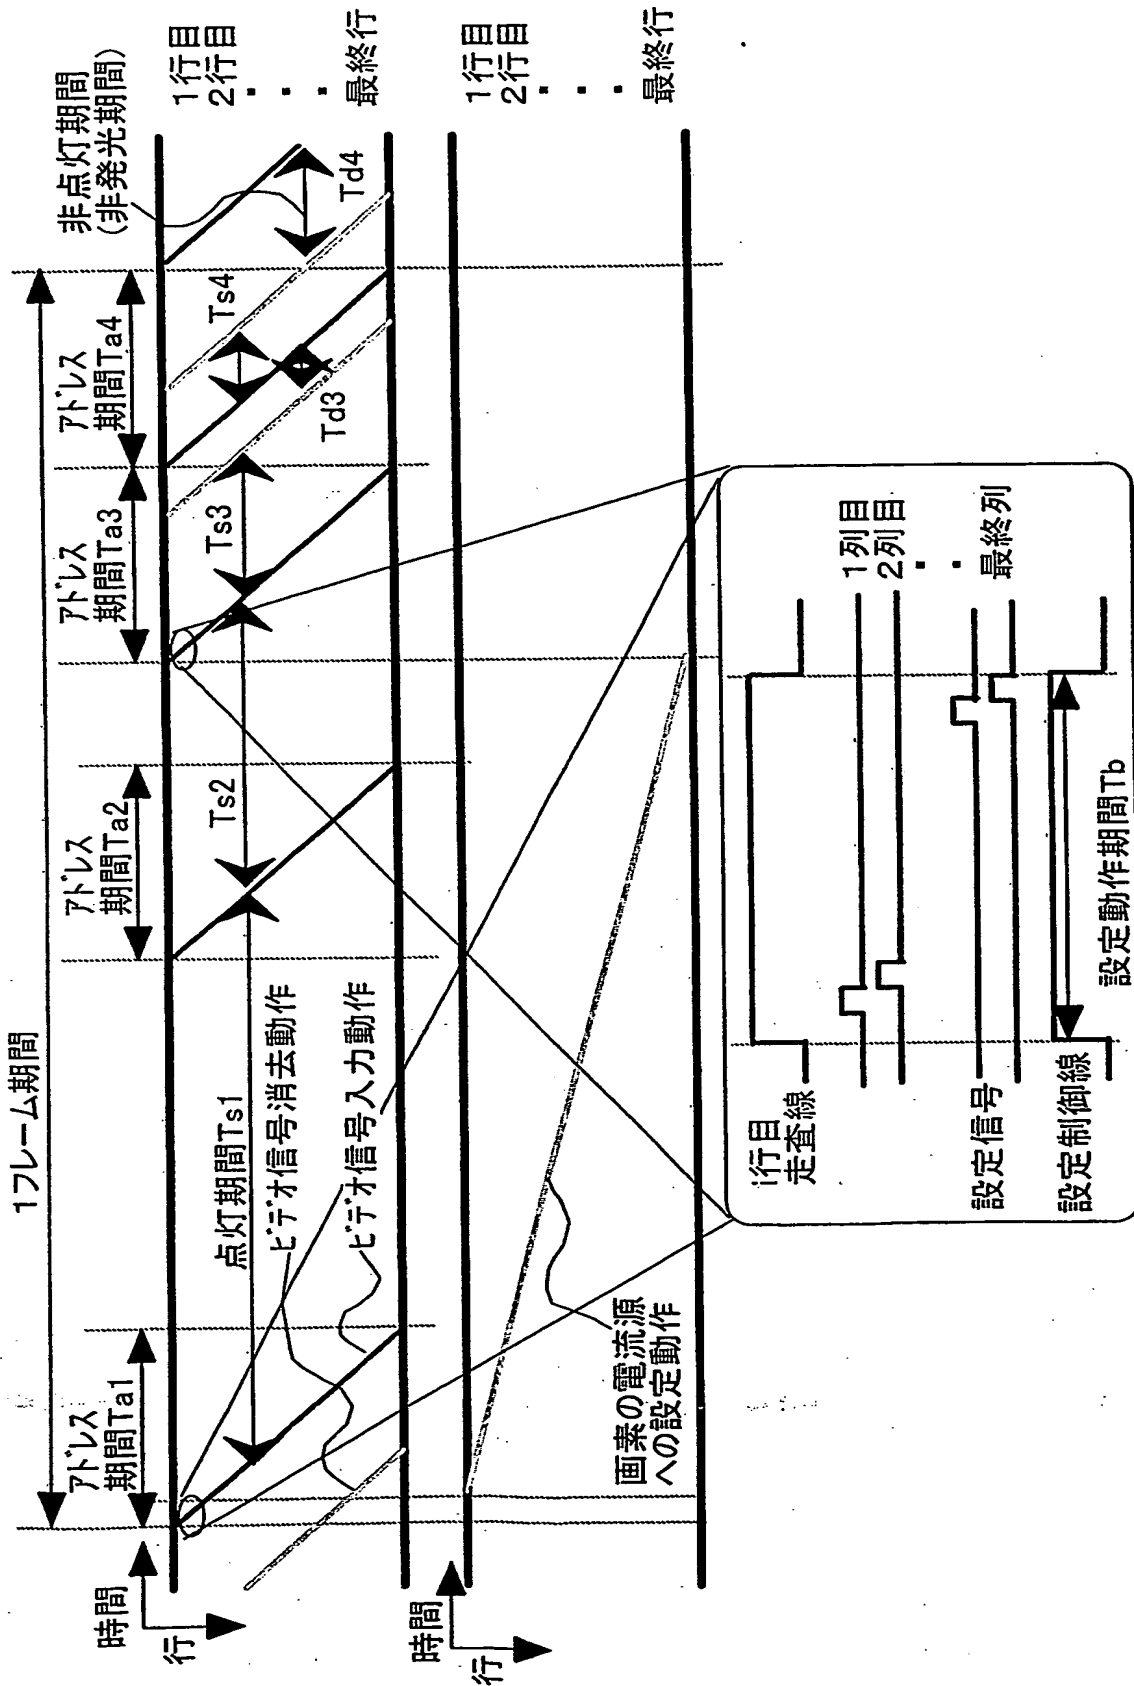 1フレーム期間
アドレス
期間Ta1
アドレス
期間Ta2
アドレス
期間Ta3
アドレス
期間Ta4
非点灯期間
(非発光期間)
時間
行
点灯期間Ts1
Ts2
Ts3
Ts4
Td3
Td4
ビデオ信号消去動作
ビデオ信号入力動作
1行目
2行目
・
・
・
最終行
時間
行
画素の電流源
への設定動作
1行目
2行目
・
・
・
最終行
i行目
走査線
1列目
2列目
・
・
最終列
設定信号
設定制御線
設定動作期間Tb